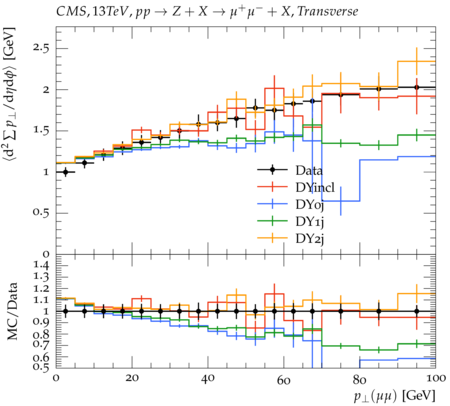 CMS, 13TeV, pp → Z + X → μ⁺μ⁻ + X, Transverse
⟨d² ∑ p⊥/dηdϕ⟩ [GeV]
2.5
2
1.5
1
0.5
0
Data
DYincl
DY0j
DY1j
DY2j
MC/Data
1.4
1.3
1.2
1.1
1
0.9
0.8
0.7
0.6
0.5
0 20 40 60 80 100
p⊥(μμ) [GeV]